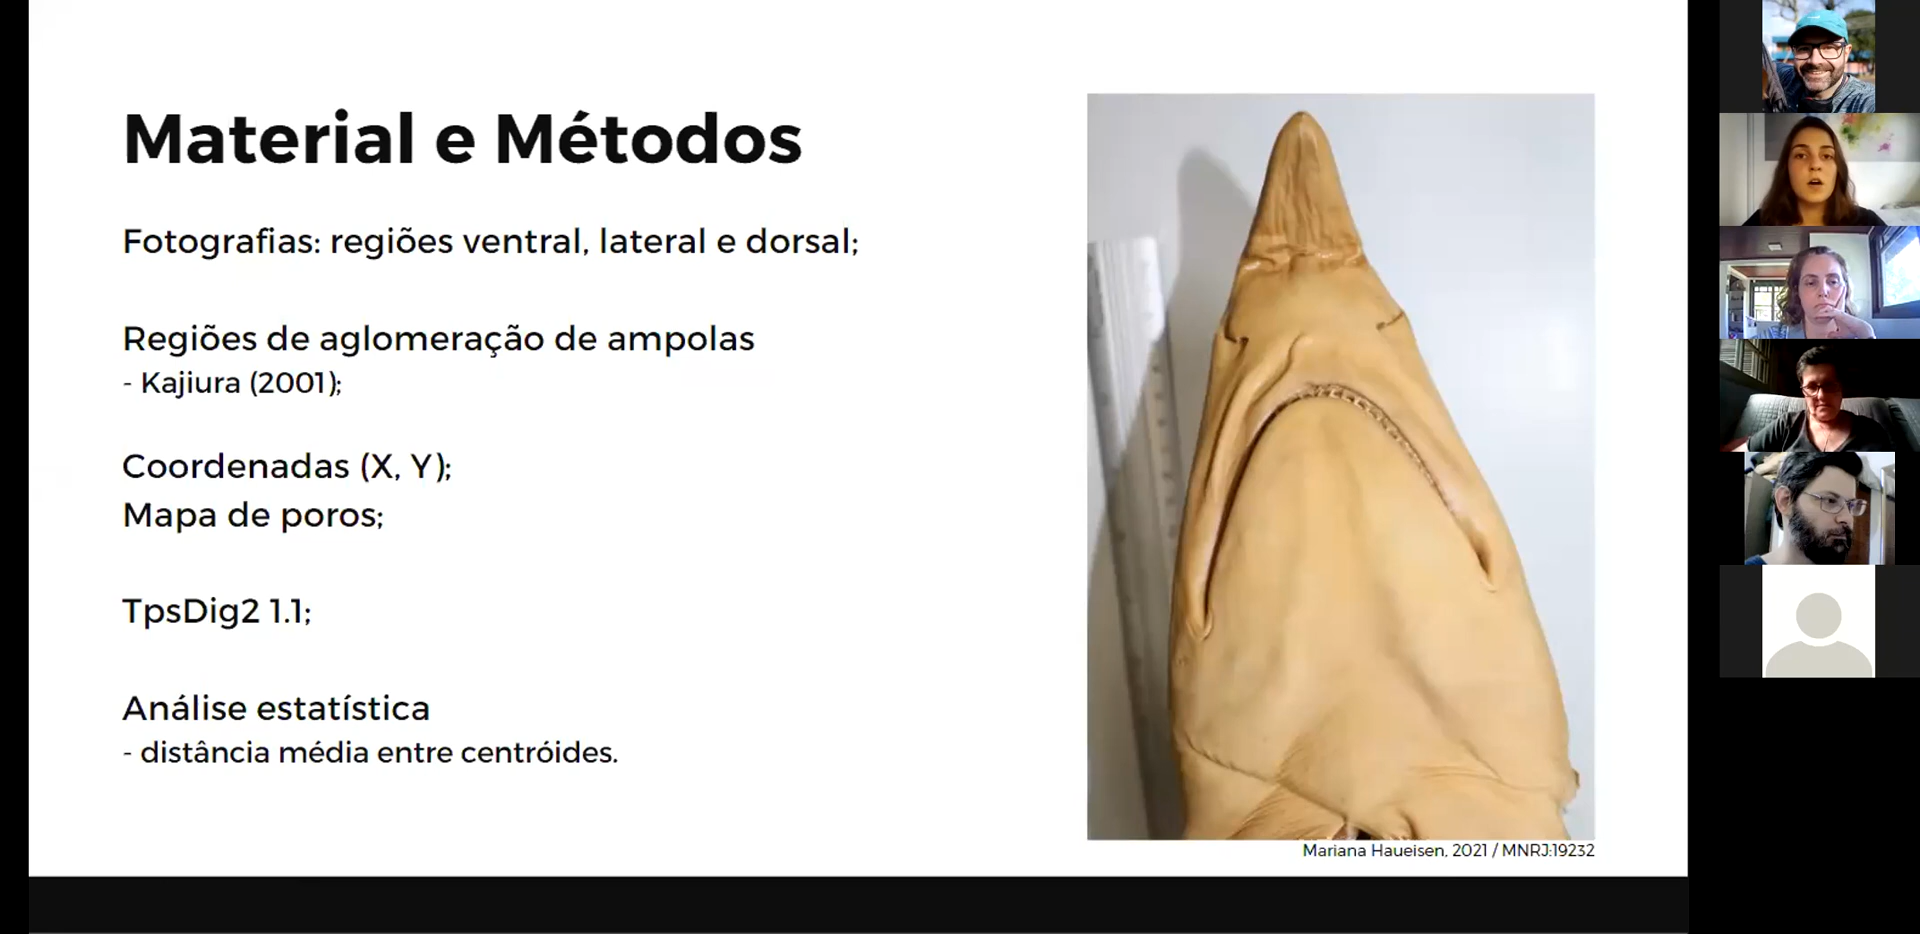 Material e Métodos
Fotografias: regiões ventral, lateral e dorsal;
Regiões de aglomeração de ampolas
- Kajiura (2001);
Coordenadas (X, Y);
Mapa de poros;
TpsDig2 1.1;
Análise estatística
- distância média entre centróides.
Mariana Haueisen, 2021 / MNRJ:19232